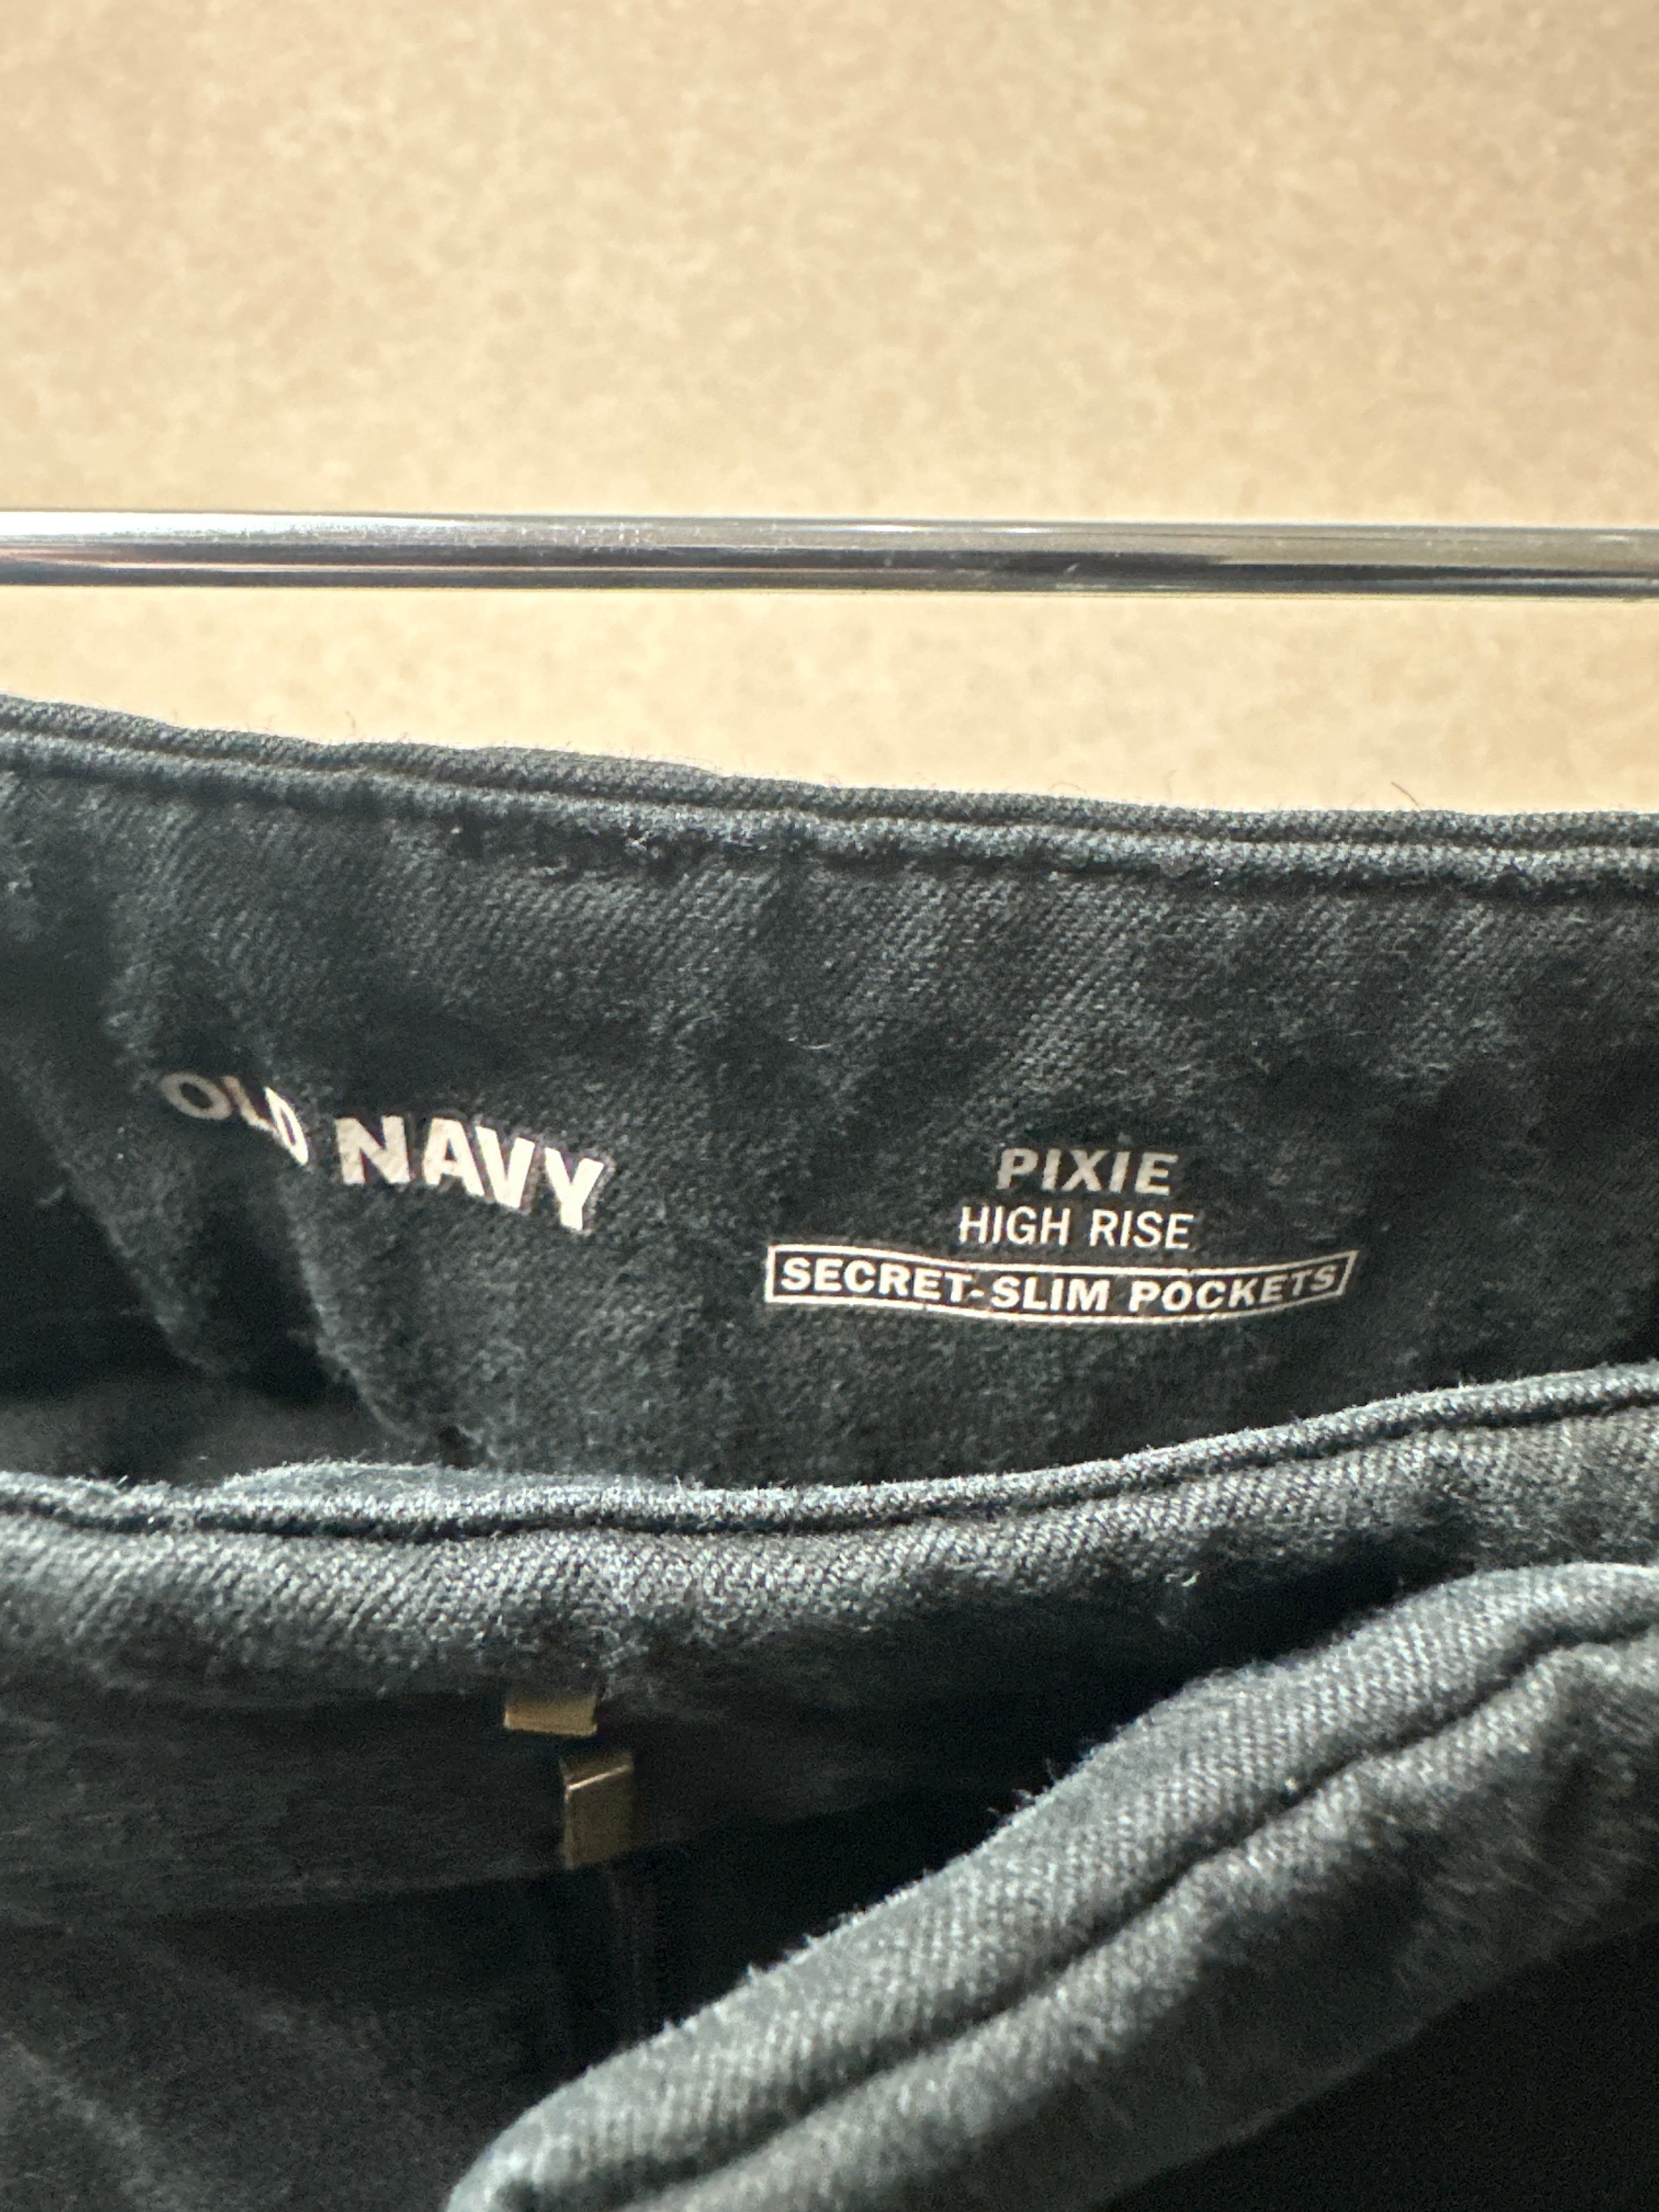 OLD NAVY
PIXIE
HIGH RISE
SECRET-SLIM POCKETS